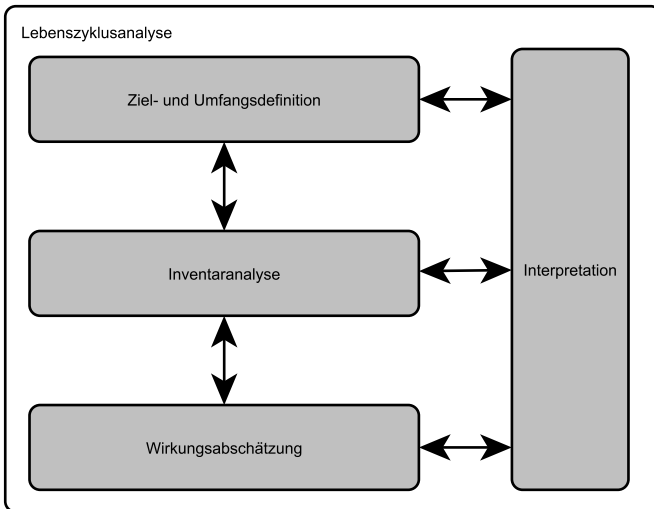 Lebenszyklusanalyse
Ziel- und Umfangsdefinition
Inventaranalyse
Interpretation
Wirkungsabschätzung